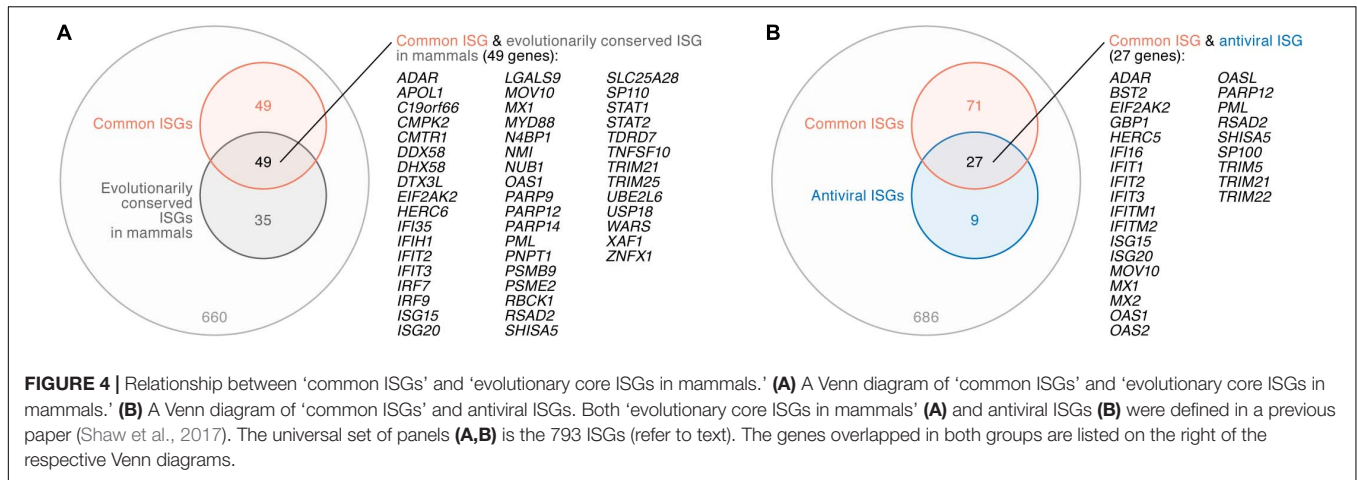 A
Common ISG & evolutionarily conserved ISG
in mammals (49 genes):
49
Common ISGs
49
Evolutionarily
conserved
ISGs
in mammals
35
660
ADAR
APOL1
C19orf66
CMPK2
CMTR1
DDX58
DHX58
DTX3L
EIF2AK2
HERC6
IFI35
IFIH1
IFIT2
IFIT3
IRF7
IRF9
ISG15
ISG20
LGALS9
MOV10
MX1
MYD88
N4BP1
NMI
NUB1
OAS1
PARP9
PARP12
PARP14
PML
PNPT1
PSMB9
PSME2
RBCK1
RSAD2
SHISA5
SLC25A28
SP110
STAT1
STAT2
TDRD7
TNFSF10
TRIM21
TRIM25
UBE2L6
USP18
WARS
XAF1
ZNFX1
B
Common ISG & antiviral ISG
(27 genes):
71
Common ISGs
27
Antiviral ISGs
9
686
ADAR
BST2
EIF2AK2
GBP1
HERC5
IFI16
IFIT1
IFIT2
IFIT3
IFITM1
IFITM2
ISG15
ISG20
MOV10
MX1
MX2
OAS1
OAS2
OASL
PARP12
PML
RSAD2
SHISA5
SP100
TRIM5
TRIM21
TRIM22
FIGURE 4 | Relationship between ‘common ISGs’ and ‘evolutionary core ISGs in mammals.’ (A) A Venn diagram of ‘common ISGs’ and ‘evolutionary core ISGs in
mammals.’ (B) A Venn diagram of ‘common ISGs’ and antiviral ISGs. Both ‘evolutionary core ISGs in mammals’ (A) and antiviral ISGs (B) were defined in a previous
paper (Shaw et al., 2017). The universal set of panels (A,B) is the 793 ISGs (refer to text). The genes overlapped in both groups are listed on the right of the
respective Venn diagrams.